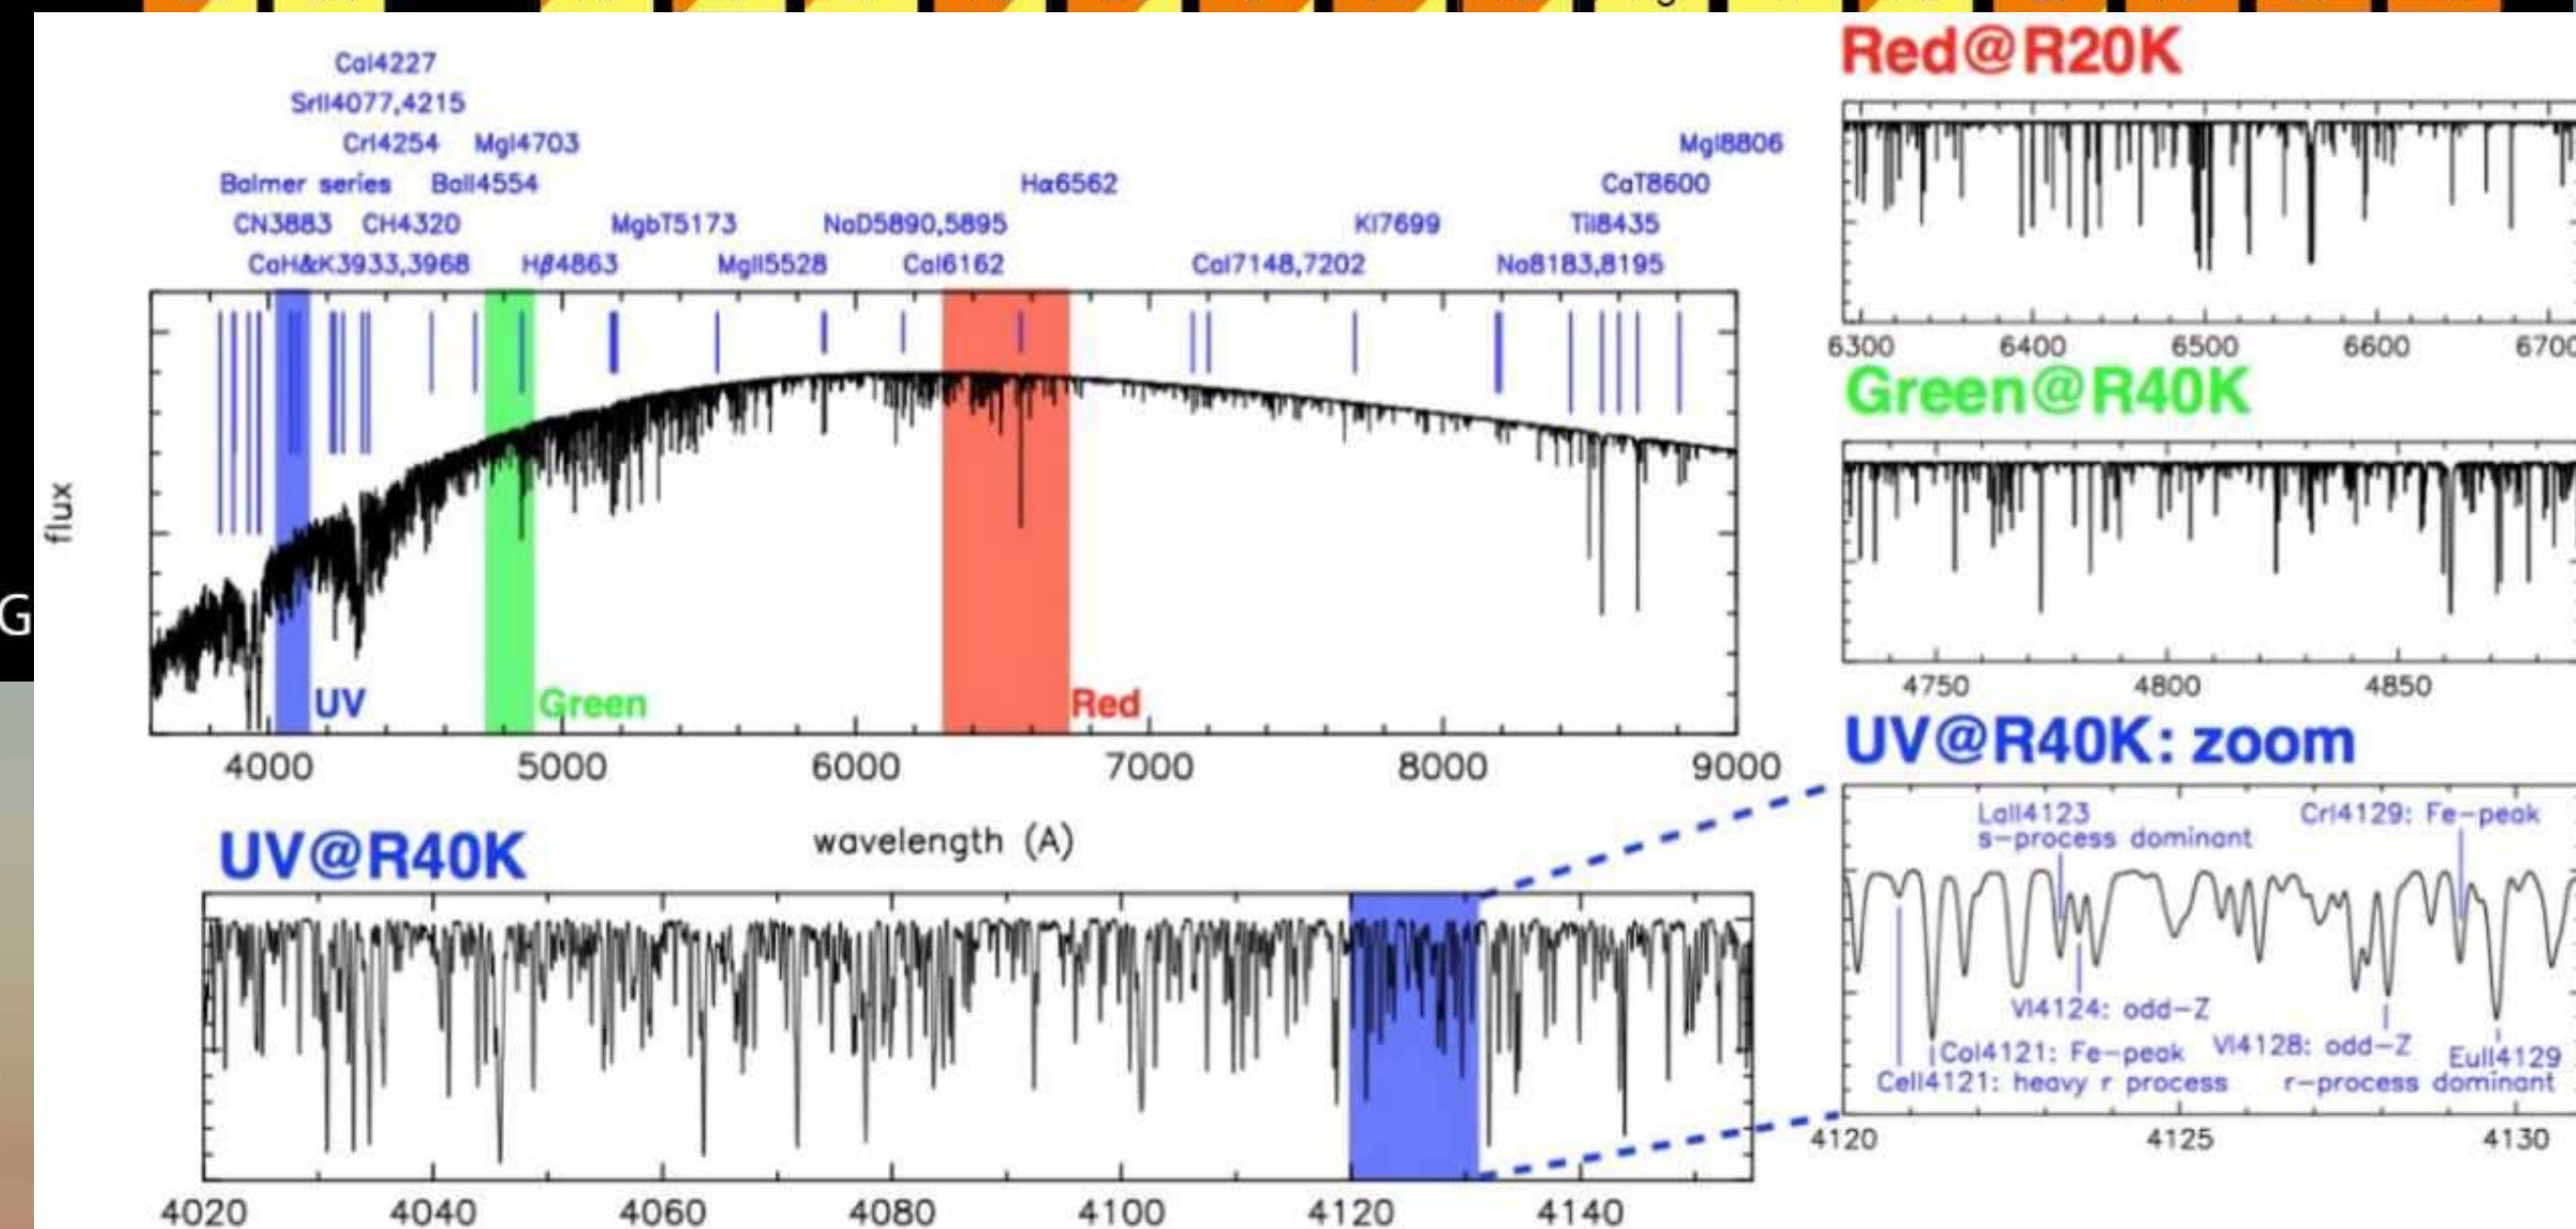 Red@R20K
CaI4227
SrII4077,4215
CrI4254 MgI4703
MgI8806
Balmer series BaII4554
Hα6562
CaT8600
CN3883 CH4320
MgbT5173
NaD5890,5895
KI7699
TiI8435
CaH&K3933,3968
Hβ4863
MgII5528
CaI6162
CaI7148,7202
Na8183,8195
6300 6400 6500 6600 6700
Green@R40K
flux
G
UV Green Red
4750 4800 4850
4000 5000 6000 7000 8000 9000
wavelength (A)
UV@R40K: zoom
LaII4123
s-process dominant
CrI4129: Fe-peak
VI4124: odd-Z
CoI4121: Fe-peak
VI4128: odd-Z
EuII4129
CeII4121: heavy r process
r-process dominant
4120 4125 4130
UV@R40K
4020 4040 4060 4080 4100 4120 4140